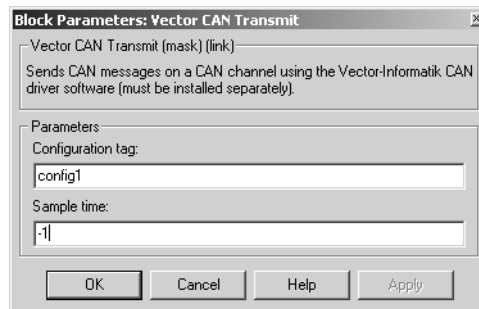 Block Parameters: Vector CAN Transmit
Vector CAN Transmit (mask) (link)
Sends CAN messages on a CAN channel using the Vector-Informatik CAN
driver software (must be installed separately).
Parameters
Configuration tag:
config1
Sample time:
-1
OK Cancel Help Apply